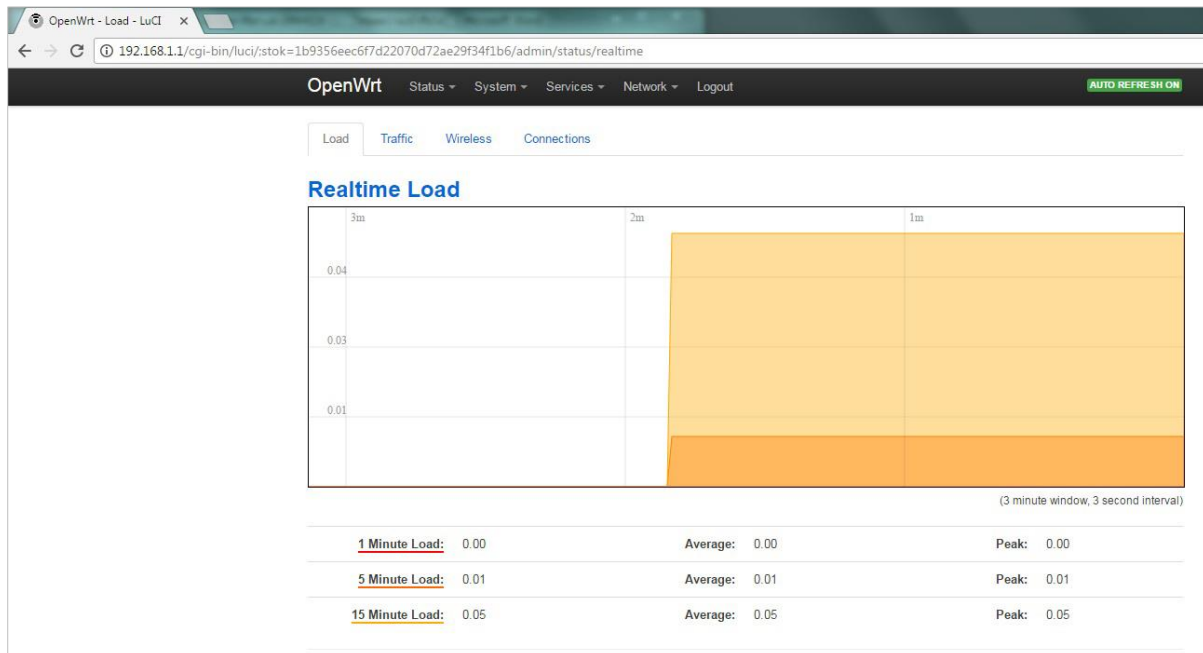 OpenWrt - Load - LuCI
192.168.1.1/cgi-bin/luci/;stok=1b9356eec6f7d22070d72ae29f34f1b6/admin/status/realtime
OpenWrt Status System Services Network Logout AUTO REFRESH ON
Load Traffic Wireless Connections
Realtime Load
3m 2m 1m
0.04
0.03
0.01
(3 minute window, 3 second interval)
1 Minute Load: 0.00 Average: 0.00 Peak: 0.00
5 Minute Load: 0.01 Average: 0.01 Peak: 0.01
15 Minute Load: 0.05 Average: 0.05 Peak: 0.05